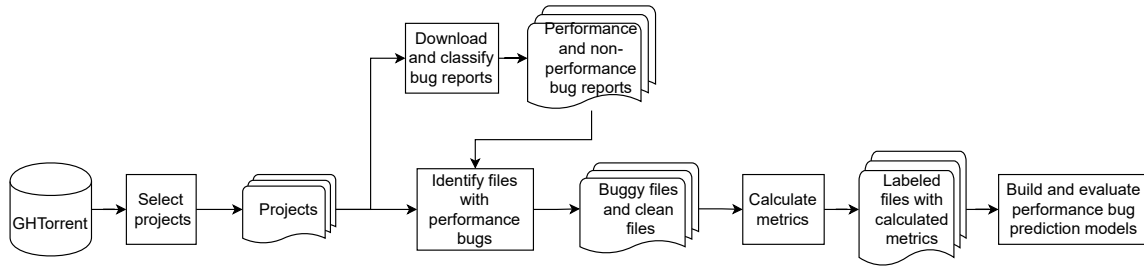 Download
and classify
bug reports
Performance
and non-
performance
bug reports
GHTorrent
Select
projects
Projects
Identify files
with
performance
bugs
Buggy files
and clean
files
Calculate
metrics
Labeled
files with
calculated
metrics
Build and evaluate
performance bug
prediction models